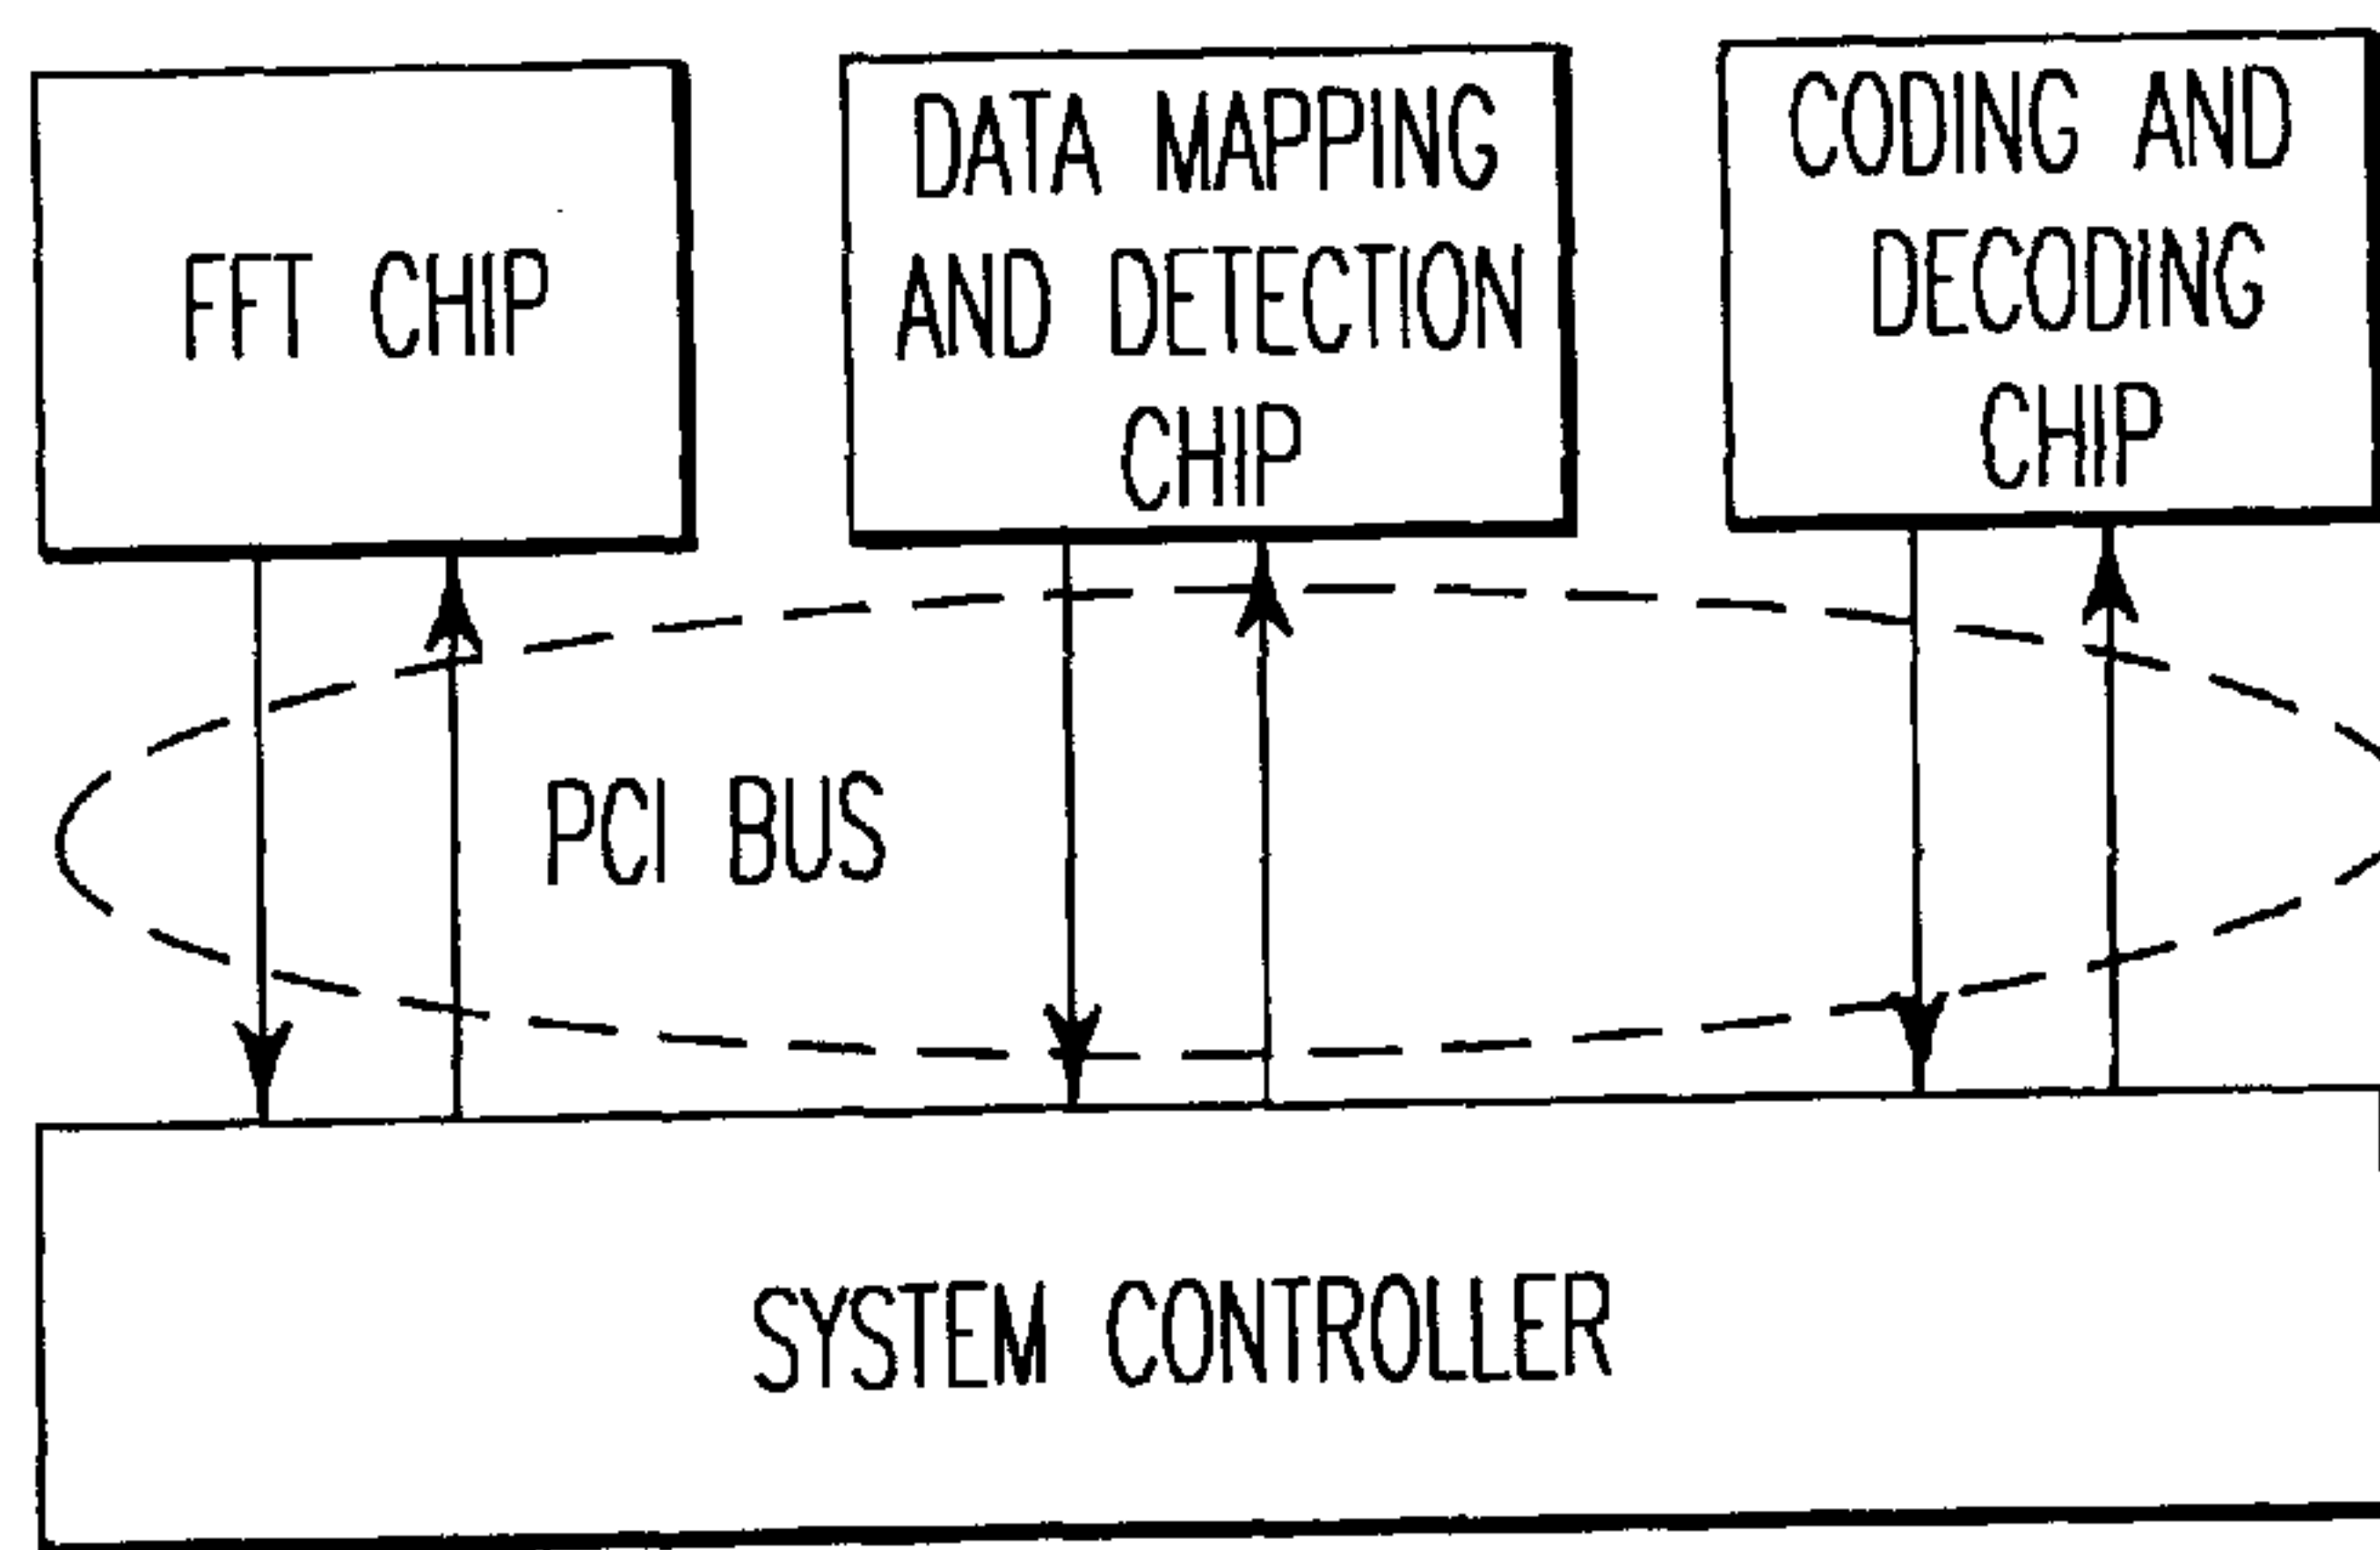 FFT CHIP
DATA MAPPING
AND DETECTION
CHIP
CODING AND
DECODING
CHIP
PCI BUS
SYSTEM CONTROLLER